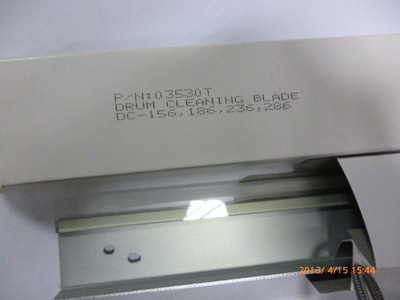 P/N:03530T
DRUM CLEANING BLADE
DC-156,186,236,286
2013/ 4/15 15:44